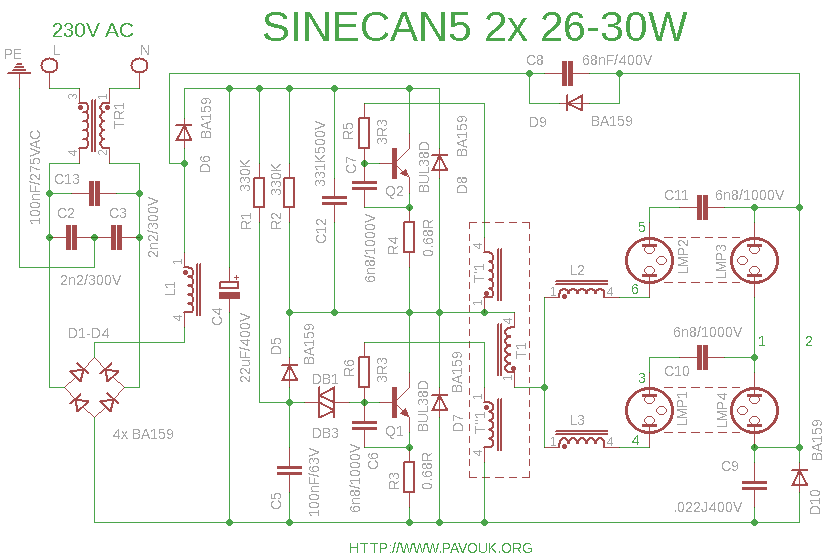 SINECAN5 2x 26-30W
230V AC
L
N
PE
3
1
TR1
4
2
100nF/275VAC
C13
C2
C3
2n2/300V
2n2/300V
BA159
D6
1
L1
4
D1-D4
4x BA159
C4
+
22uF/400V
330K
R1
330K
R2
331K500V
C12
R5
3R3
C7
6n8/1000V
Q2
BUL38D
R4
0.68R
BA159
D8
D5
BA159
DB1
DB3
C5
100nF/63V
R6
3R3
C6
6n8/1000V
Q1
BUL38D
R3
0.68R
BA159
D7
4
T'1
1
4
T1
1
1
T''1
4
C8
68nF/400V
D9
BA159
L2
1
4
L3
1
4
C11
6n8/1000V
5
LMP2
LMP3
6
6n8/1000V
C10
1
2
3
LMP1
LMP4
4
C9
.022J400V
BA159
D10
HTTP://WWW.PAVOUK.ORG